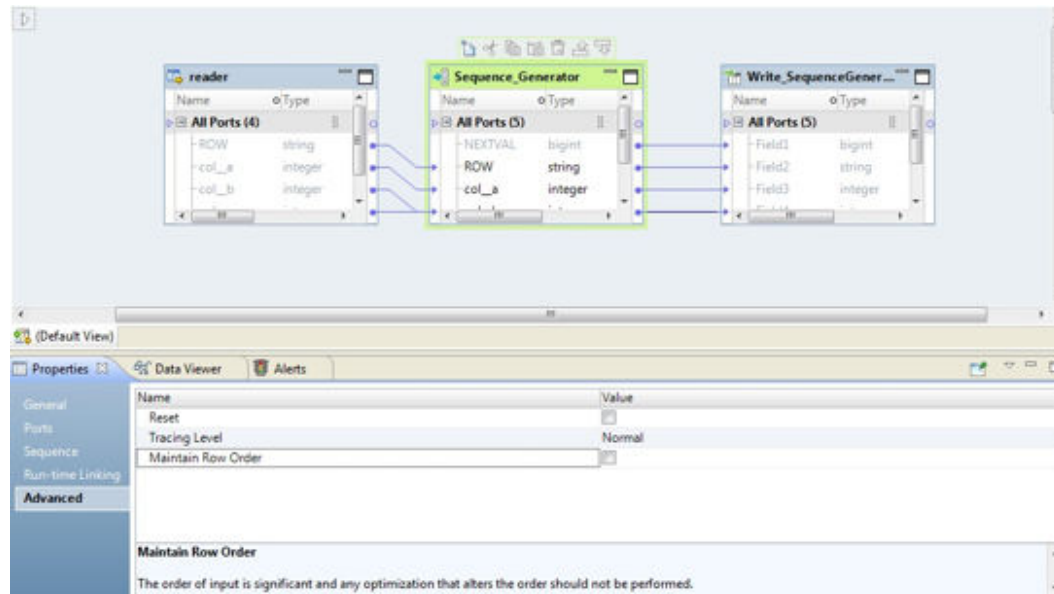 reader
Name Type
All Ports (4)
ROW string
col__a integer
col__b integer
Sequence_Generator
Name Type
All Ports (5)
NEXTVAL bigint
ROW string
col__a integer
Write_SequenceGener...
Name Type
All Ports (5)
Field1 bigint
Field2 string
Field3 integer
(Default View)
Properties Data Viewer Alerts
General
Ports
Sequence
Run-time Linking
Advanced
Name Value
Reset
Tracing Level Normal
Maintain Row Order
Maintain Row Order
The order of input is significant and any optimization that alters the order should not be performed.